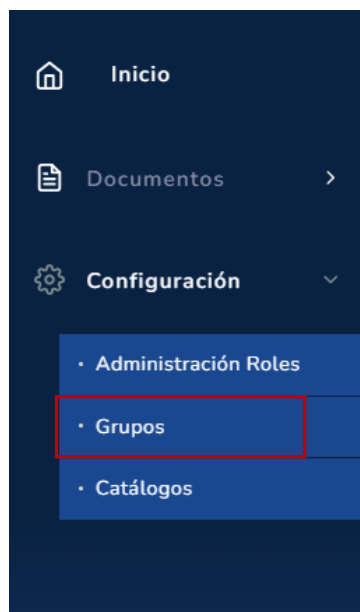 Inicio
Documentos
Configuración
· Administración Roles
· Grupos
· Catálogos